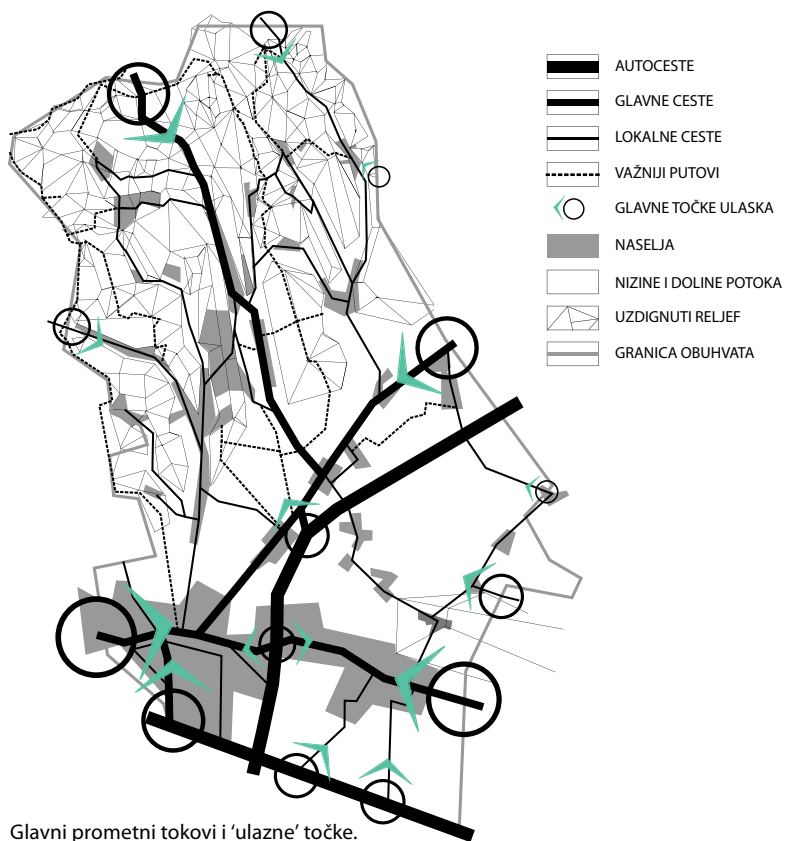 AUTOCESTE
GLAVNE CESTE
LOKALNE CESTE
VAŽNIJI PUTOVI
GLAVNE TOČKE ULASKA
NASELJA
NIZINE I DOLINE POTOKA
UZDIGNUTI RELJEF
GRANICA OBUHVATA
Glavni prometni tokovi i ‘ulazne’ točke.